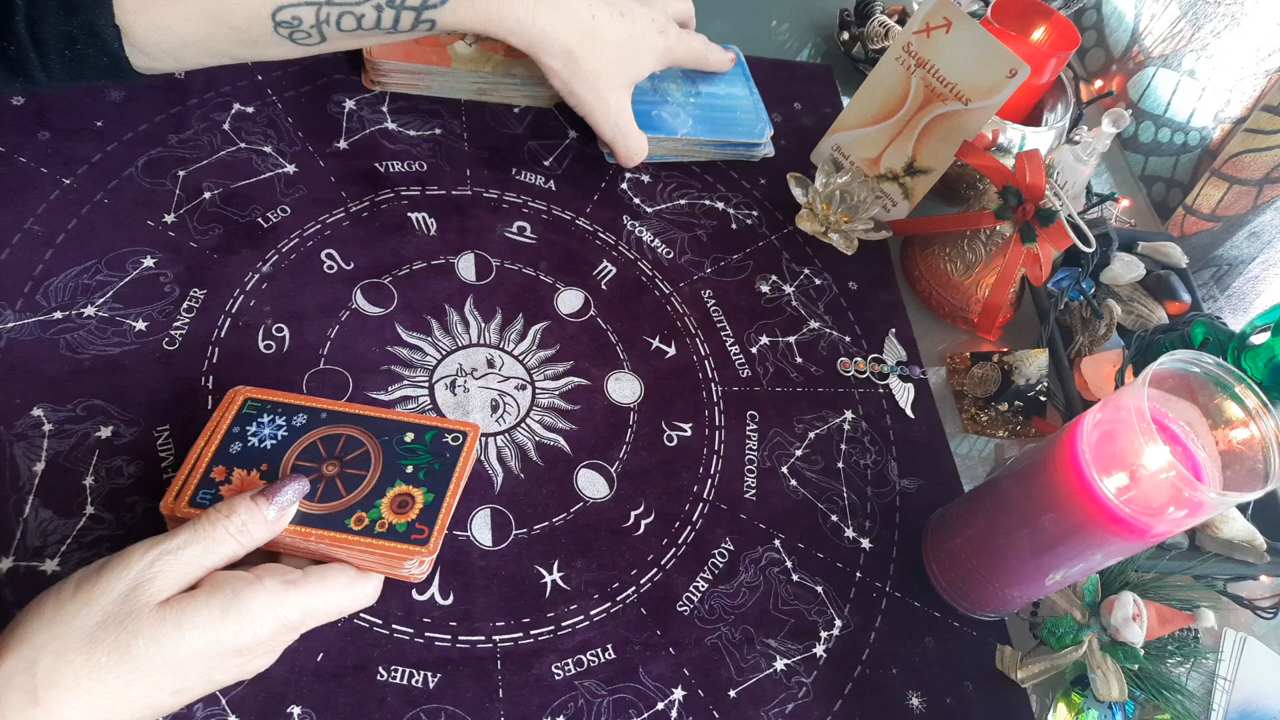 Faith
Sagittarius
9
VIRGO
LIBRA
LEO
SCORPIO
CANCER
SAGITTARIUS
CAPRICORN
AQUARIUS
PISCES
ARIES